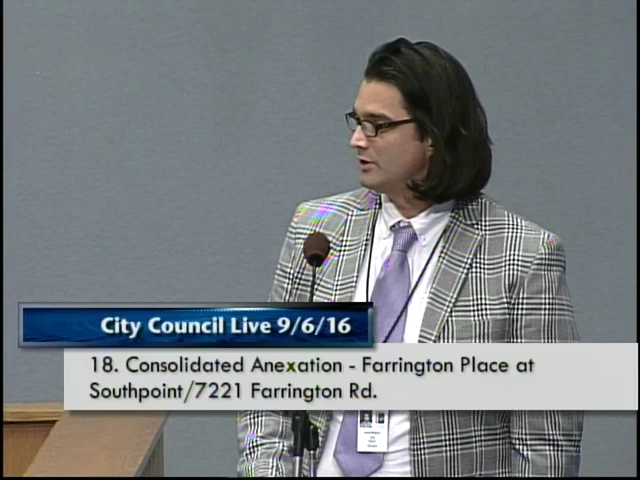 City Council Live 9/6/16
18. Consolidated Anexation - Farrington Place at
Southpoint/7221 Farrington Rd.